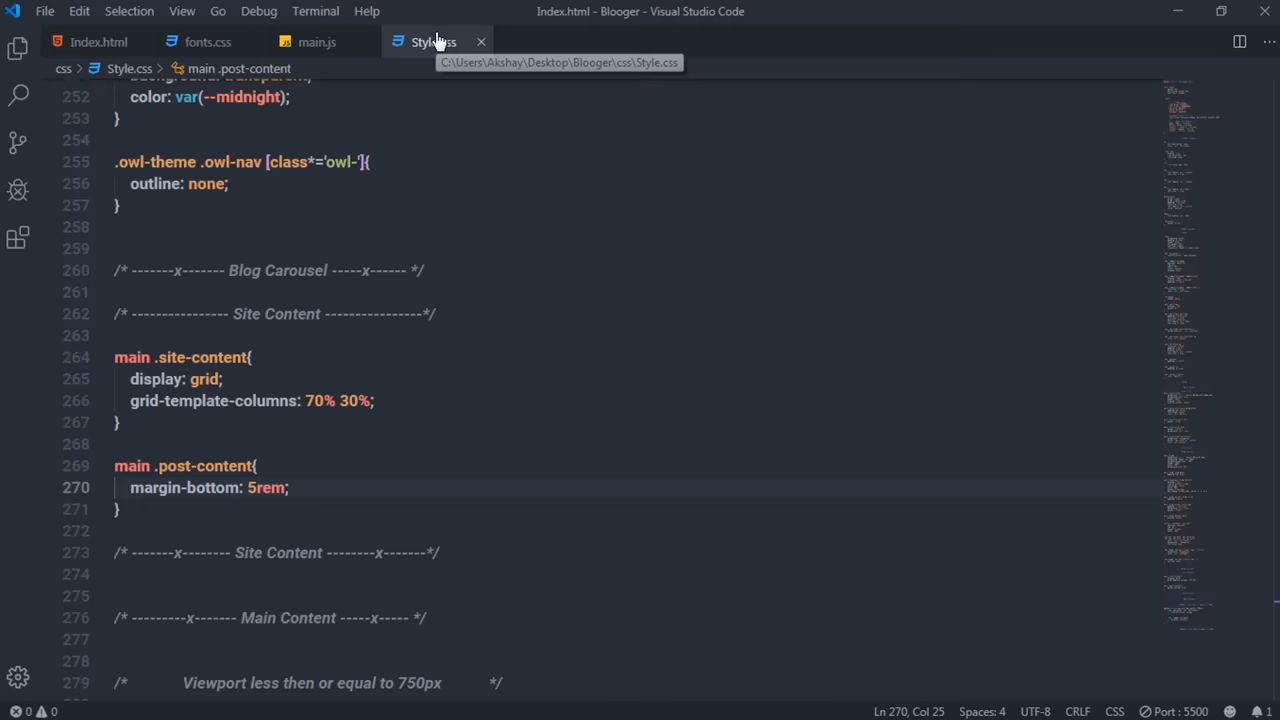 File Edit Selection View Go Debug Terminal Help
Index.html - Blooger - Visual Studio Code
Index.html fonts.css main.js Style.css
C:\Users\Akshay\Desktop\Blooger\css\Style.css
css > Style.css > main .post-content
252 color: var(--midnight);
253 }
254
255 .owl-theme .owl-nav [class*='owl-']{
256 outline: none;
257 }
258
259
260 /* -------x------- Blog Carousel -----x------ */
261
262 /* ---------------- Site Content ----------------*/
263
264 main .site-content{
265 display: grid;
266 grid-template-columns: 70% 30%;
267 }
268
269 main .post-content{
270 margin-bottom: 5rem;
271 }
272
273 /* -------x-------- Site Content --------x-------*/
274
275
276 /* ---------x------- Main Content -----x----- */
277
278
279 /* Viewport less then or equal to 750px */
0 0
Ln 270, Col 25 Spaces: 4 UTF-8 CRLF CSS Port : 5500 1